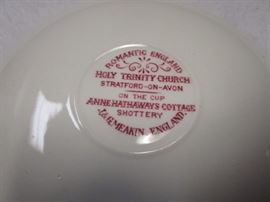 ROMANTIC ENGLAND
HOLY TRINITY CHURCH
STRATFORD-ON-AVON
ON THE CUP
ANNE HATHAWAYS COTTAGE
SHOTTERY
J.&G. MEAKIN, ENGLAND.